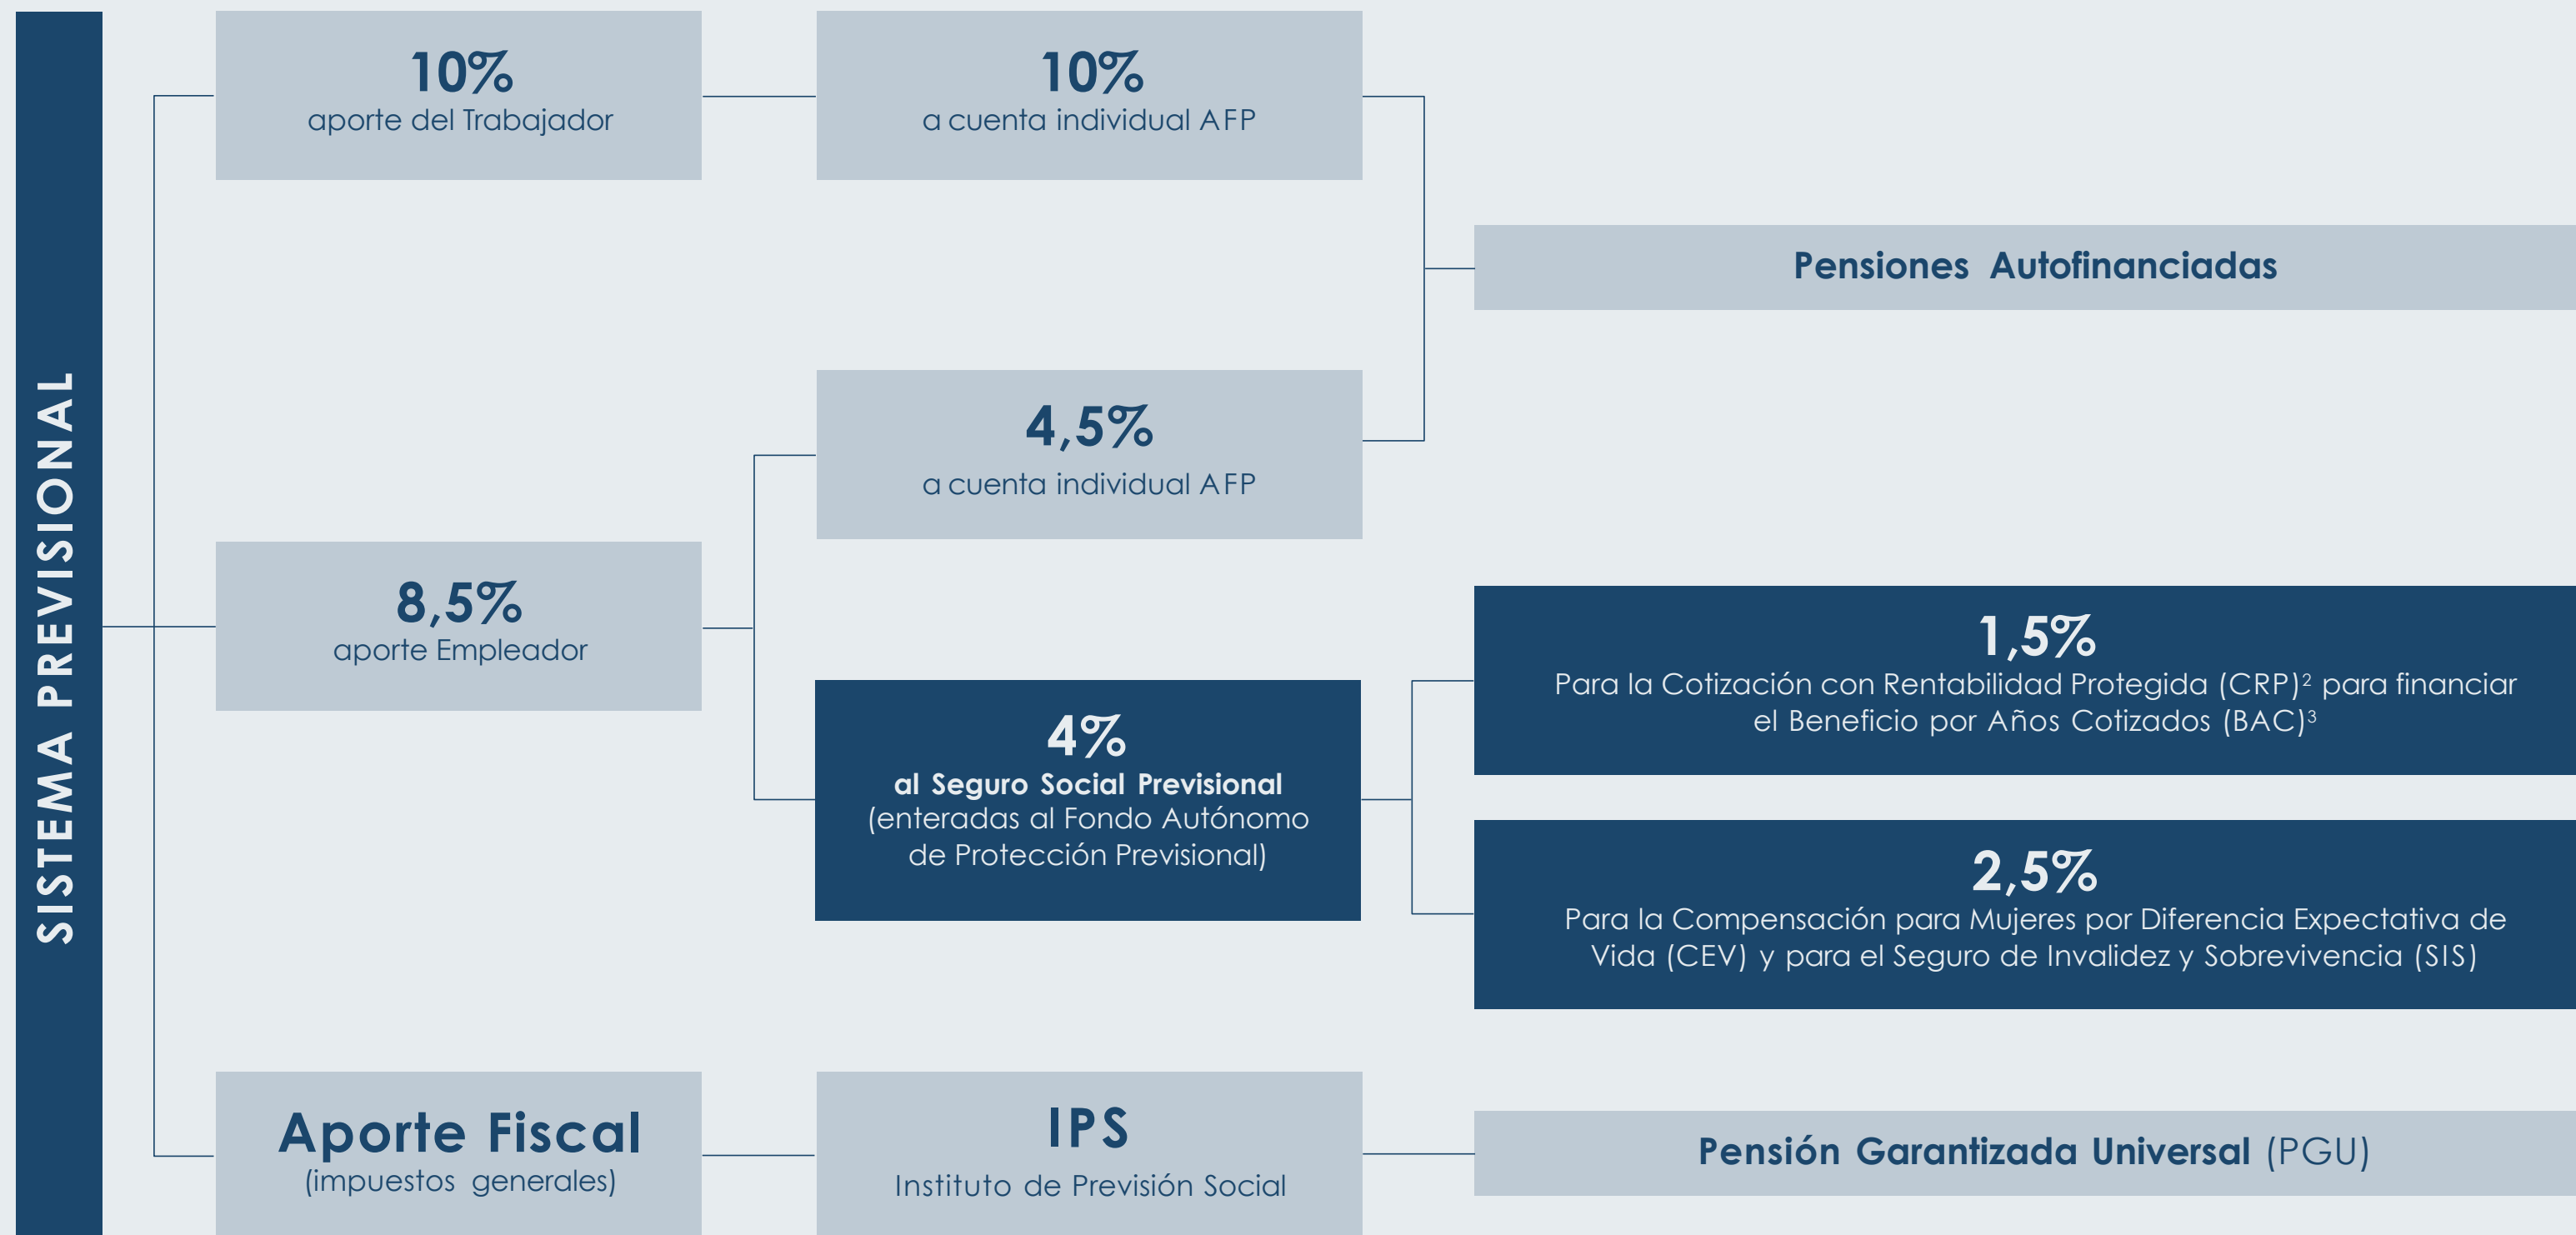 SISTEMA PREVISIONAL
10%
aporte del Trabajador
10%
a cuenta individual AFP
Pensiones Autofinanciadas
8,5%
aporte Empleador
4,5%
a cuenta individual AFP
4%
al Seguro Social Previsional
(enteradas al Fondo Autónomo
de Protección Previsional)
1,5%
Para la Cotización con Rentabilidad Protegida (CRP)² para financiar
el Beneficio por Años Cotizados (BAC)³
2,5%
Para la Compensación para Mujeres por Diferencia Expectativa de
Vida (CEV) y para el Seguro de Invalidez y Sobrevivencia (SIS)
Aporte Fiscal
(impuestos generales)
IPS
Instituto de Previsión Social
Pensión Garantizada Universal (PGU)